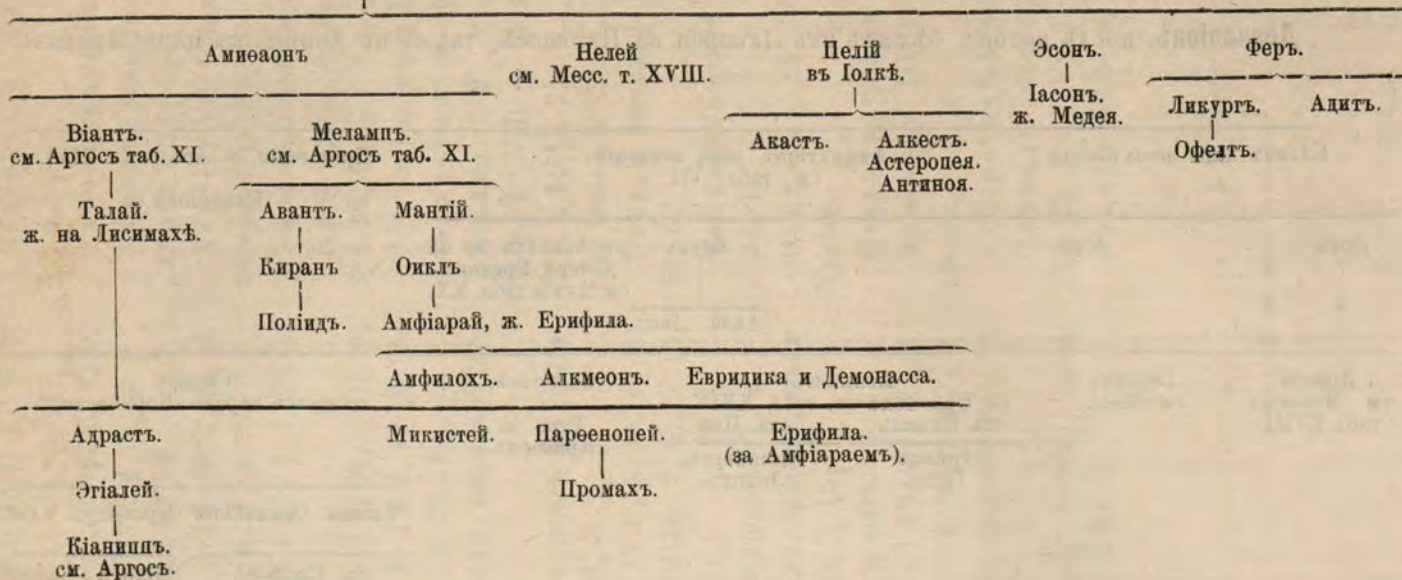 Амиѳаонъ Нелей Пелій Эсонъ. Феръ.
см. Месс. т. XVIII. въ Іолкѣ.
Іасонъ. Ликургъ. Адитъ.
ж. Медея.
Віантъ. Мелампъ. Акастъ. Алкестъ. Офелтъ.
см. Аргосъ таб. XI. см. Аргосъ таб. XI. Астеропея.
Антиноя.
Талай. Авантъ. Мантій.
ж. на Лисимахѣ.
Киранъ Оиклъ
Поліидъ. Амфіарай, ж. Ерифила.
Амфилохъ. Алкмеонъ. Евридика и Демонасса.
Адрастъ. Микистей. Парѳенопей. Ерифила.
(за Амфіараемъ).
Эгіалей. Промахъ.
Кіаниппъ.
см. Аргосъ.